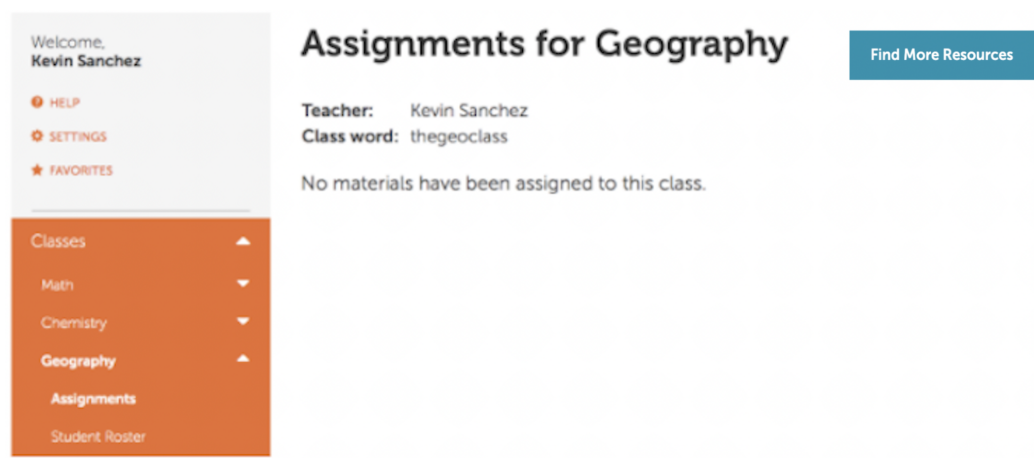 Welcome,
Kevin Sanchez
HELP
SETTINGS
FAVORITES
Classes
Math
Chemistry
Geography
Assignments
Student Roster
Assignments for Geography
Find More Resources
Teacher: Kevin Sanchez
Class word: thegeoclass
No materials have been assigned to this class.